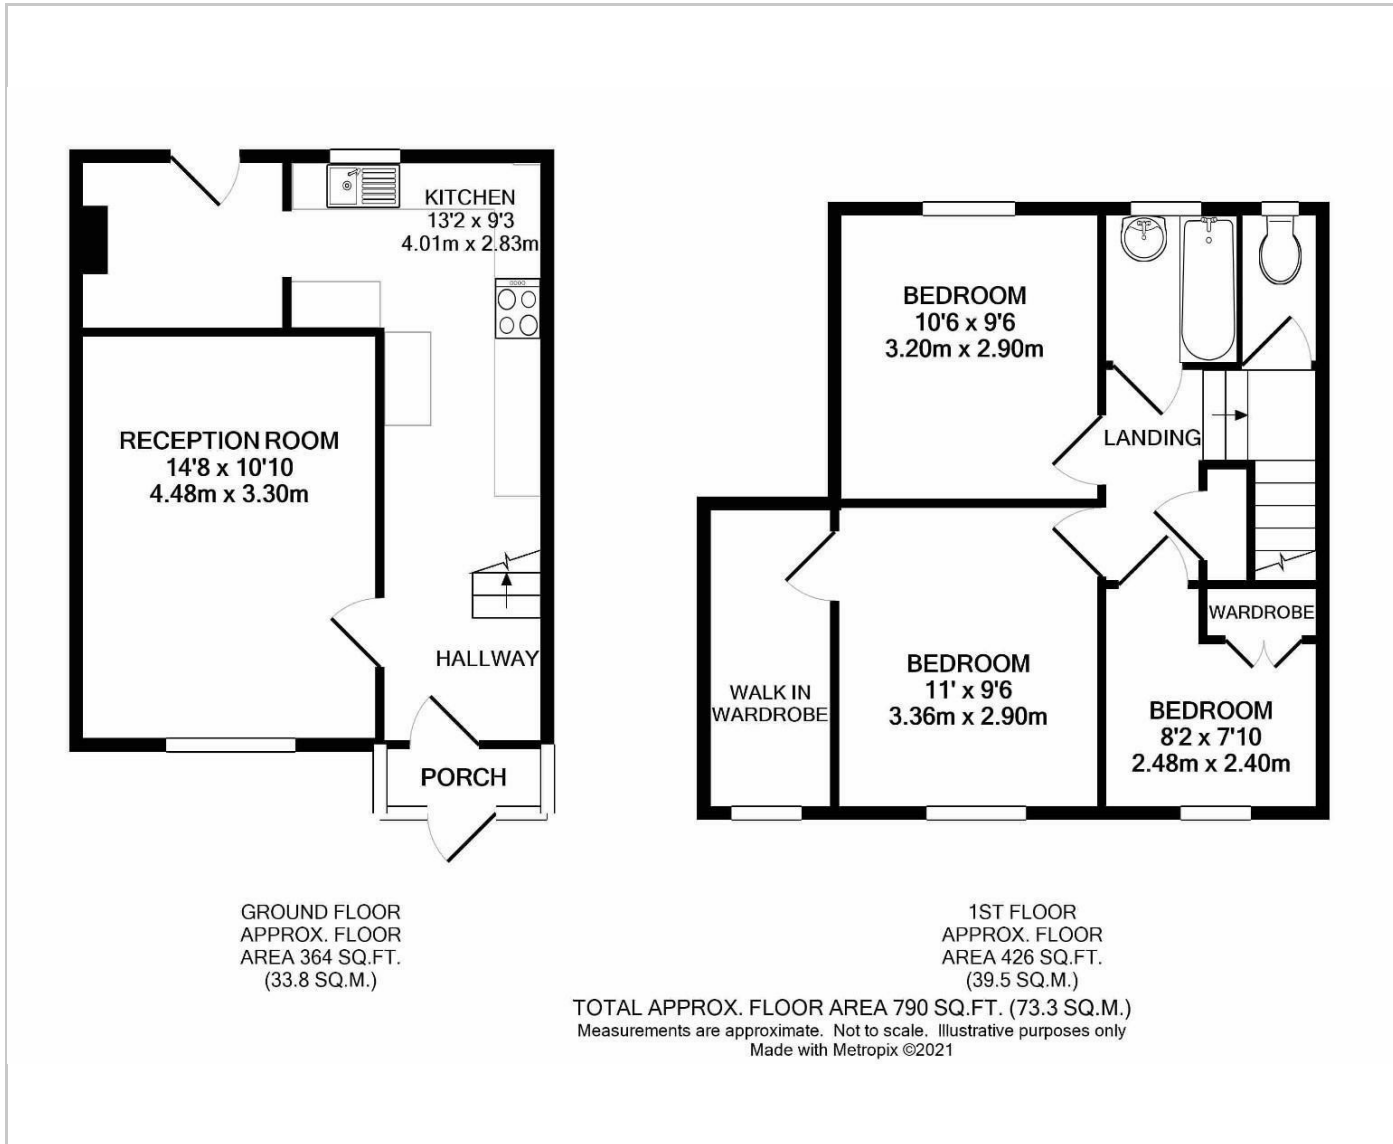 KITCHEN
13'2 x 9'3
4.01m x 2.83m
RECEPTION ROOM
14'8 x 10'10
4.48m x 3.30m
HALLWAY
PORCH
GROUND FLOOR
APPROX. FLOOR
AREA 364 SQ.FT.
(33.8 SQ.M.)
BEDROOM
10'6 x 9'6
3.20m x 2.90m
LANDING
WARDROBE
BEDROOM
11' x 9'6
3.36m x 2.90m
WALK IN
WARDROBE
BEDROOM
8'2 x 7'10
2.48m x 2.40m
1ST FLOOR
APPROX. FLOOR
AREA 426 SQ.FT.
(39.5 SQ.M.)
TOTAL APPROX. FLOOR AREA 790 SQ.FT. (73.3 SQ.M.)
Measurements are approximate. Not to scale. Illustrative purposes only
Made with Metropix ©2021